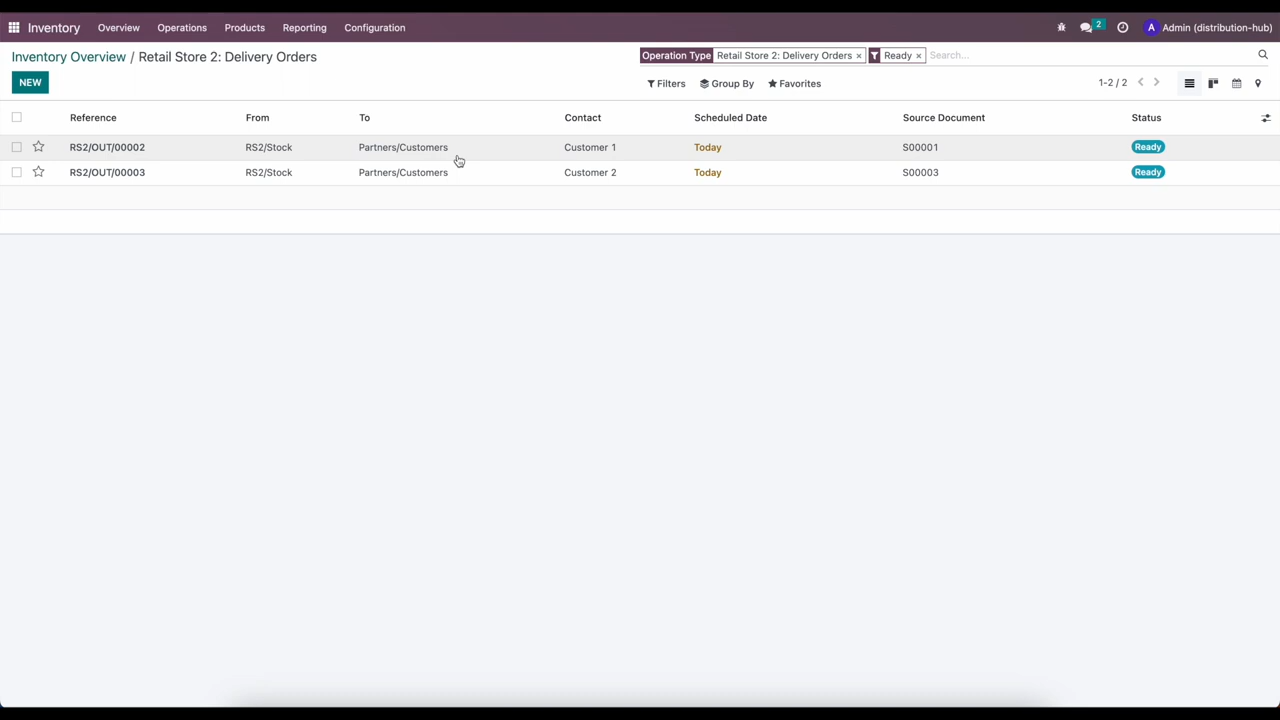 Inventory Overview Operations Products Reporting Configuration 2 A Admin (distribution-hub)
Inventory Overview / Retail Store 2: Delivery Orders Operation Type Retail Store 2: Delivery Orders × Ready × Search...
NEW Filters Group By Favorites 1-2 / 2
Reference From To Contact Scheduled Date Source Document Status
RS2/OUT/00002 RS2/Stock Partners/Customers Customer 1 Today S00001 Ready
RS2/OUT/00003 RS2/Stock Partners/Customers Customer 2 Today S00003 Ready